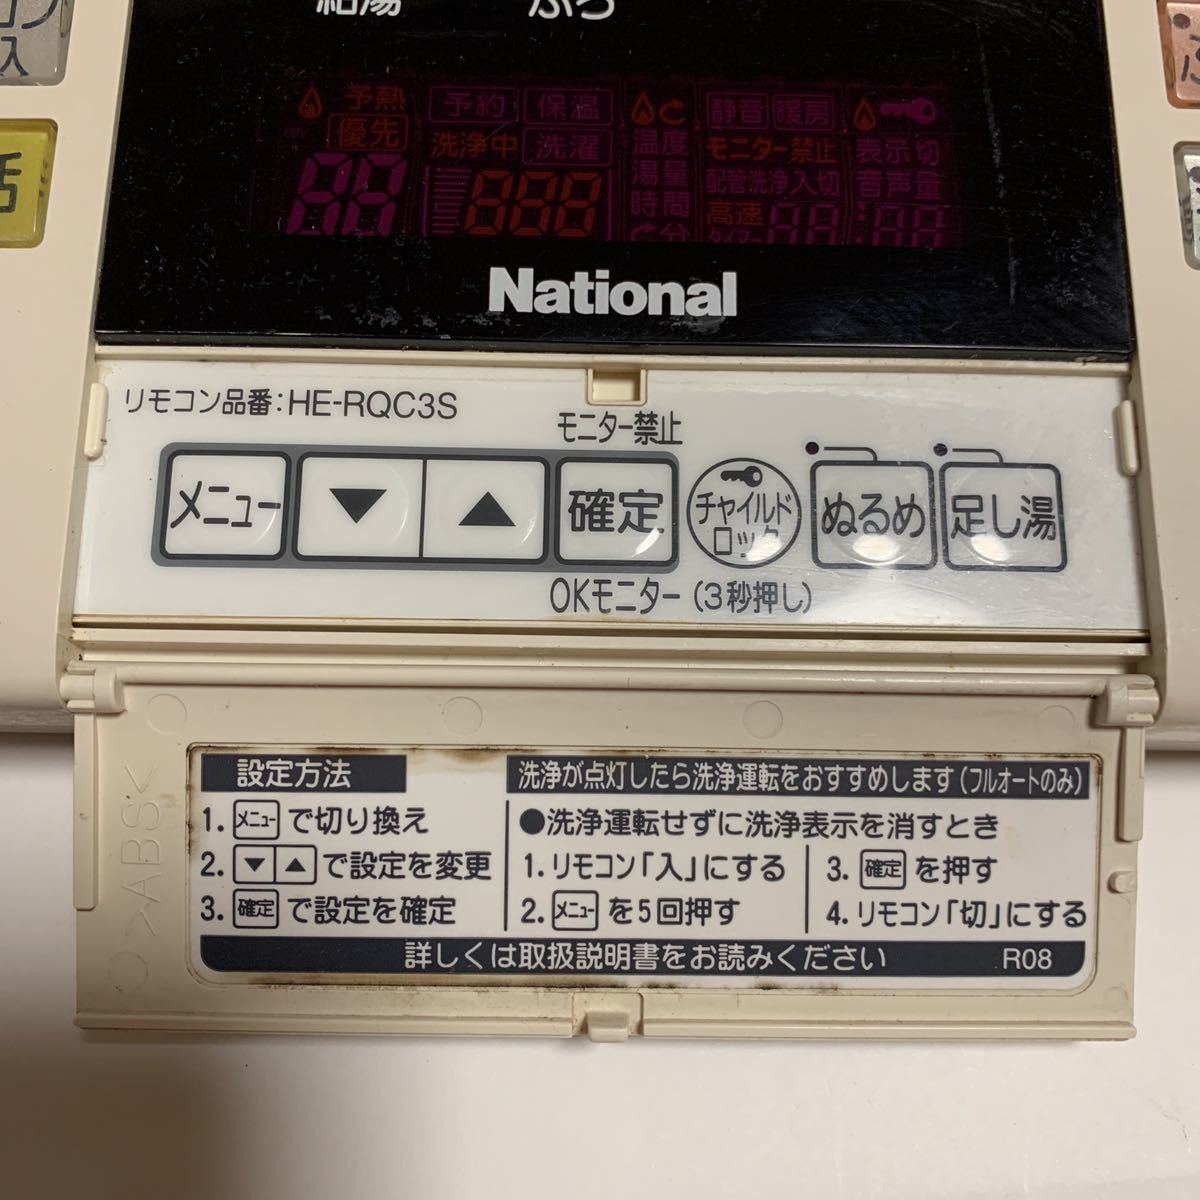 給湯 ふろ
入
話
予熱 予約 保温 静音 暖房
優先 洗浄中 洗濯 温度 モニター禁止 表示切
88 888 湯量 配管洗浄入切 音声量
時間 高速 88 :88
分 タイマー
National
リモコン品番:HE-RQC3S
モニター禁止
メニュー ▼ ▲ 確定 チャイルドロック ぬるめ 足し湯
OKモニター (3秒押し)
>ABS<
設定方法
1. メニュー で切り換え
2. ▼ ▲ で設定を変更
3. 確定 で設定を確定
洗浄が点灯したら洗浄運転をおすすめします(フルオートのみ)
●洗浄運転せずに洗浄表示を消すとき
1. リモコン「入」にする
2. メニュー を5回押す
3. 確定 を押す
4. リモコン「切」にする
詳しくは取扱説明書をお読みください R08